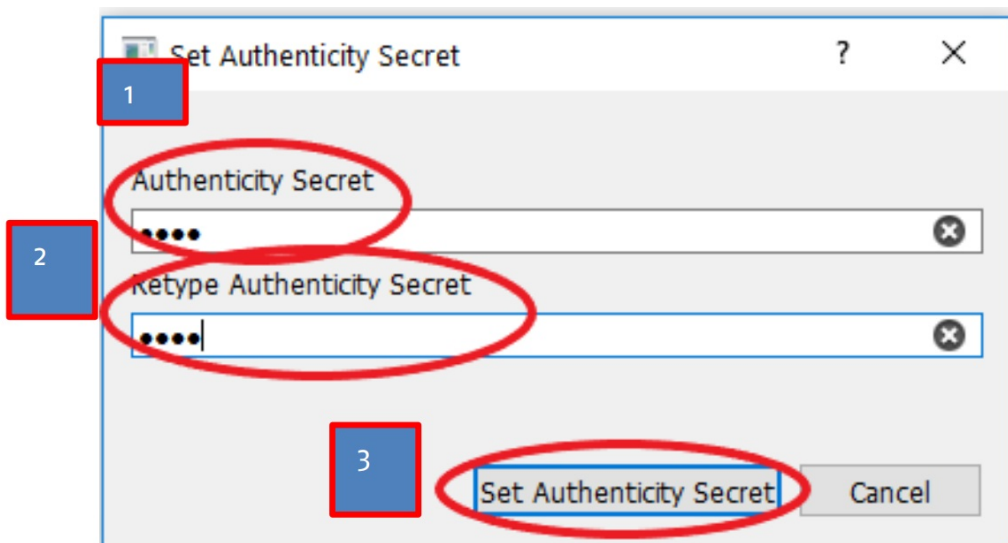 Set Authenticity Secret ?
1
Authenticity Secret
••••
2
Retype Authenticity Secret
••••
3
Set Authenticity Secret Cancel